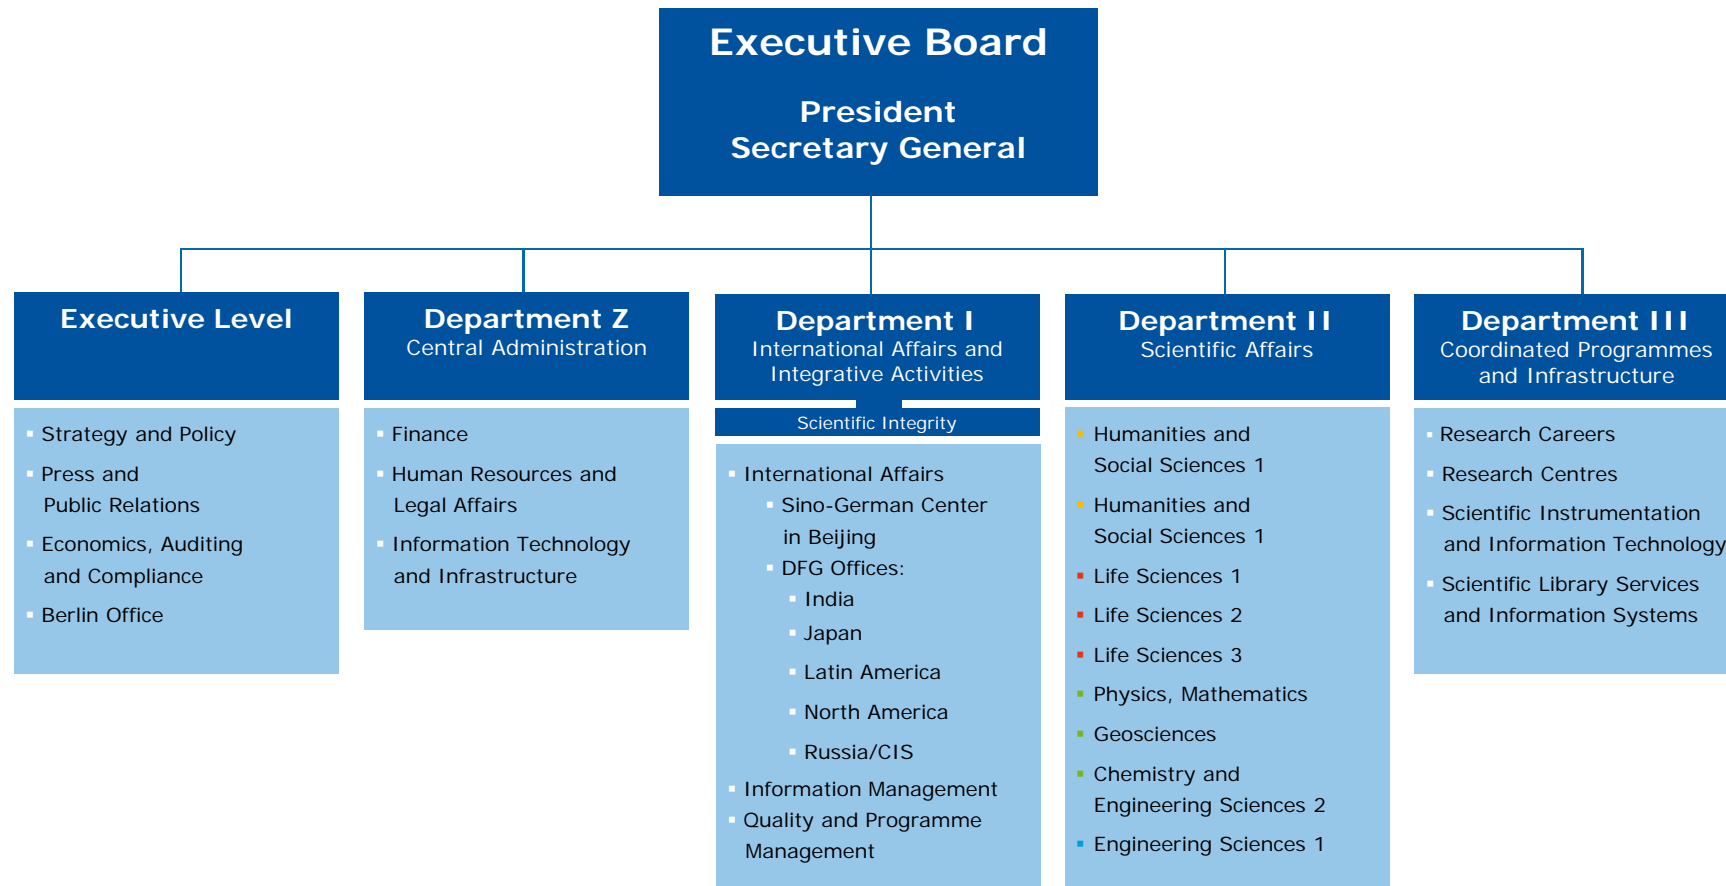 Executive Board
President
Secretary General
Executive Level
Strategy and Policy
Press and
Public Relations
Economics, Auditing
and Compliance
Berlin Office
Department Z
Central Administration
Finance
Human Resources and
Legal Affairs
Information Technology
and Infrastructure
Department I
International Affairs and
Integrative Activities
Scientific Integrity
International Affairs
Sino-German Center
in Beijing
DFG Offices:
India
Japan
Latin America
North America
Russia/CIS
Information Management
Quality and Programme
Management
Department II
Scientific Affairs
Humanities and
Social Sciences 1
Humanities and
Social Sciences 1
Life Sciences 1
Life Sciences 2
Life Sciences 3
Physics, Mathematics
Geosciences
Chemistry and
Engineering Sciences 2
Engineering Sciences 1
Department III
Coordinated Programmes
and Infrastructure
Research Careers
Research Centres
Scientific Instrumentation
and Information Technology
Scientific Library Services
and Information Systems